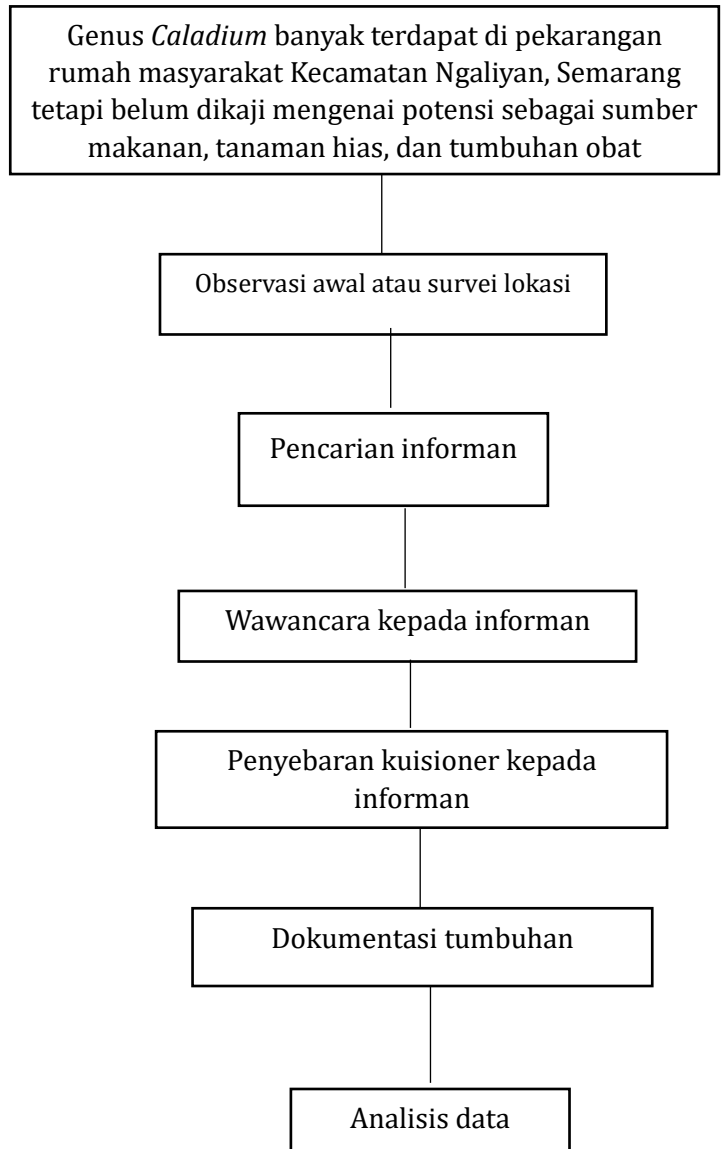 Genus Caladium banyak terdapat di pekarangan
rumah masyarakat Kecamatan Ngaliyan, Semarang
tetapi belum dikaji mengenai potensi sebagai sumber
makanan, tanaman hias, dan tumbuhan obat
Observasi awal atau survei lokasi
Pencarian informan
Wawancara kepada informan
Penyebaran kuisioner kepada
informan
Dokumentasi tumbuhan
Analisis data